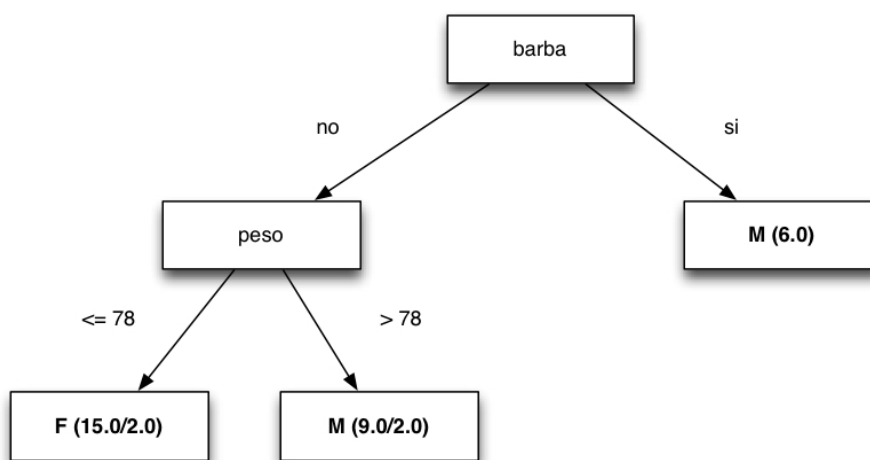 barba
no
si
peso
M (6.0)
<= 78
> 78
F (15.0/2.0)
M (9.0/2.0)